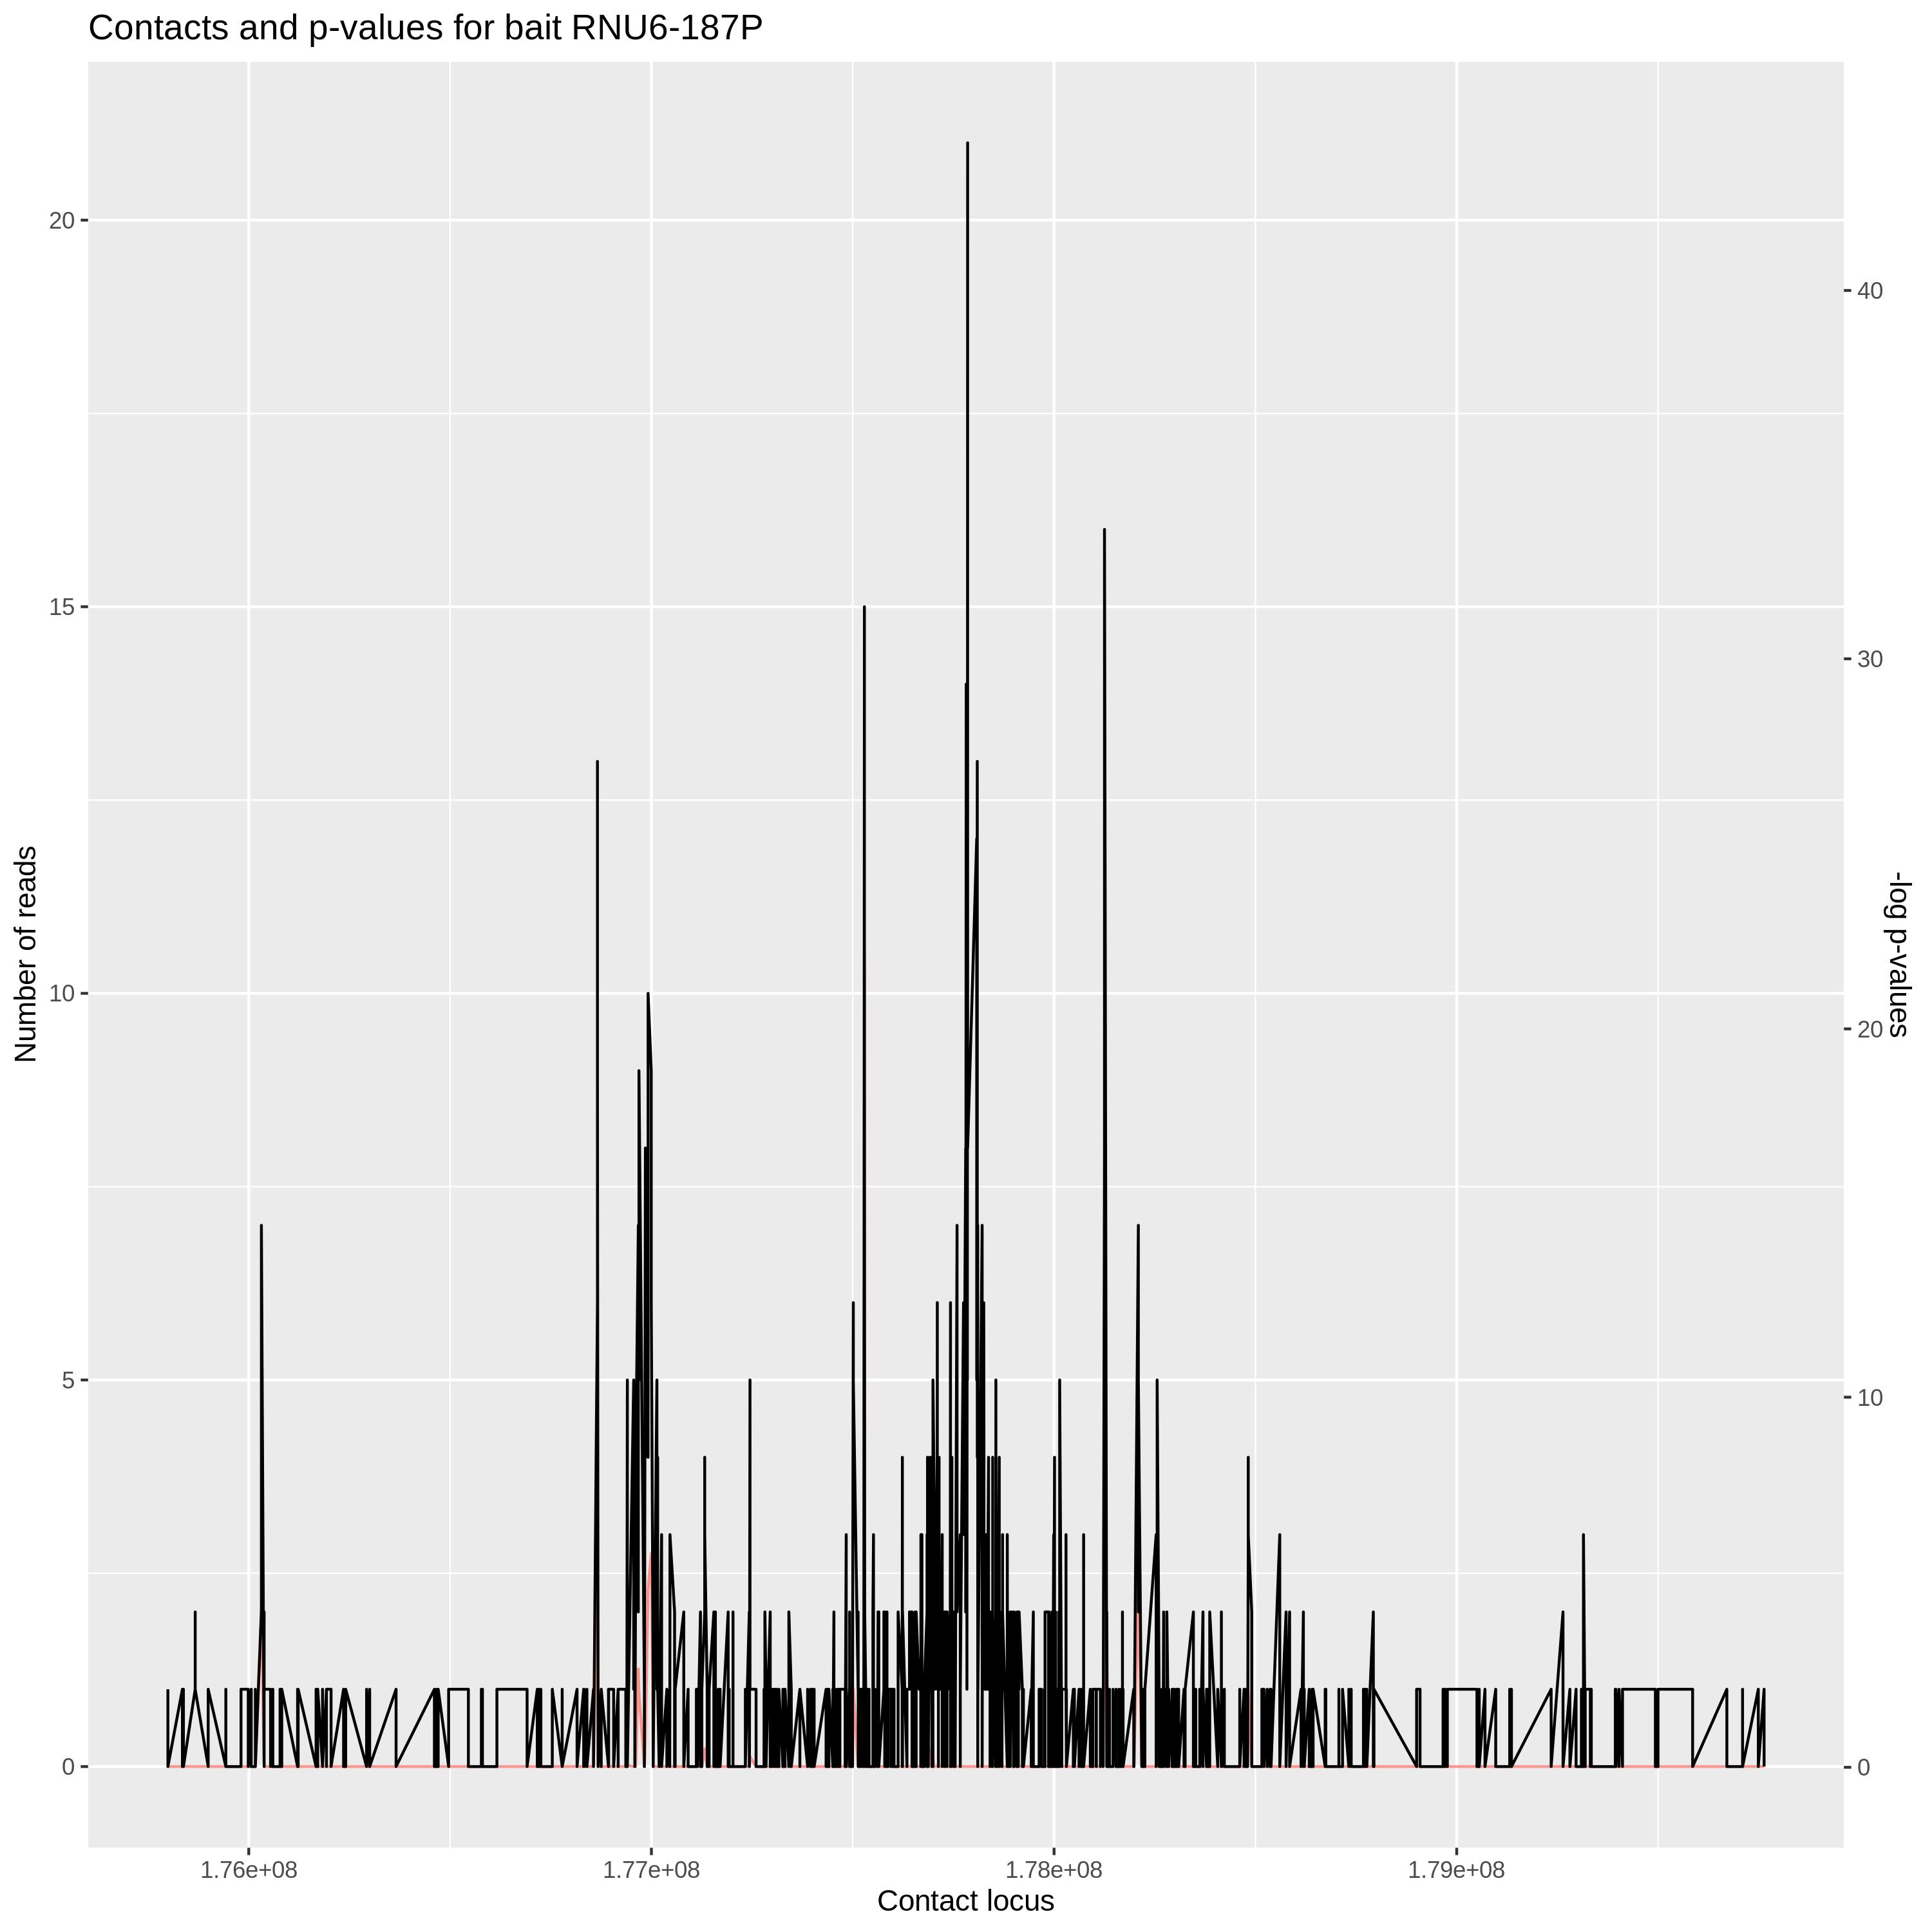 Contacts and p-values for bait RNU6-187P
20
15
10
5
0
Number of reads
40
30
20
10
0
-log p-values
1.76e+08 1.77e+08 1.78e+08 1.79e+08
Contact locus